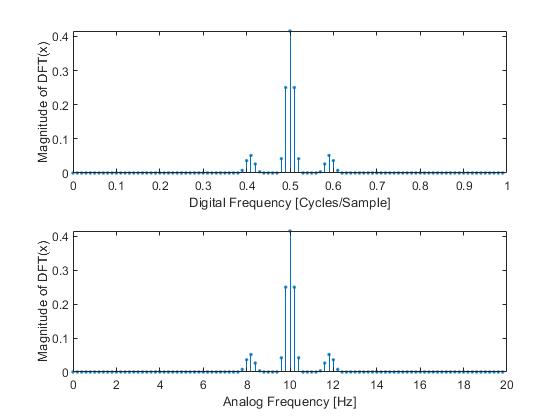 Magnitude of DFT(x)
0.4
0.3
0.2
0.1
0
0 0.1 0.2 0.3 0.4 0.5 0.6 0.7 0.8 0.9 1
Digital Frequency [Cycles/Sample]
Magnitude of DFT(x)
0.4
0.3
0.2
0.1
0
0 2 4 6 8 10 12 14 16 18 20
Analog Frequency [Hz]